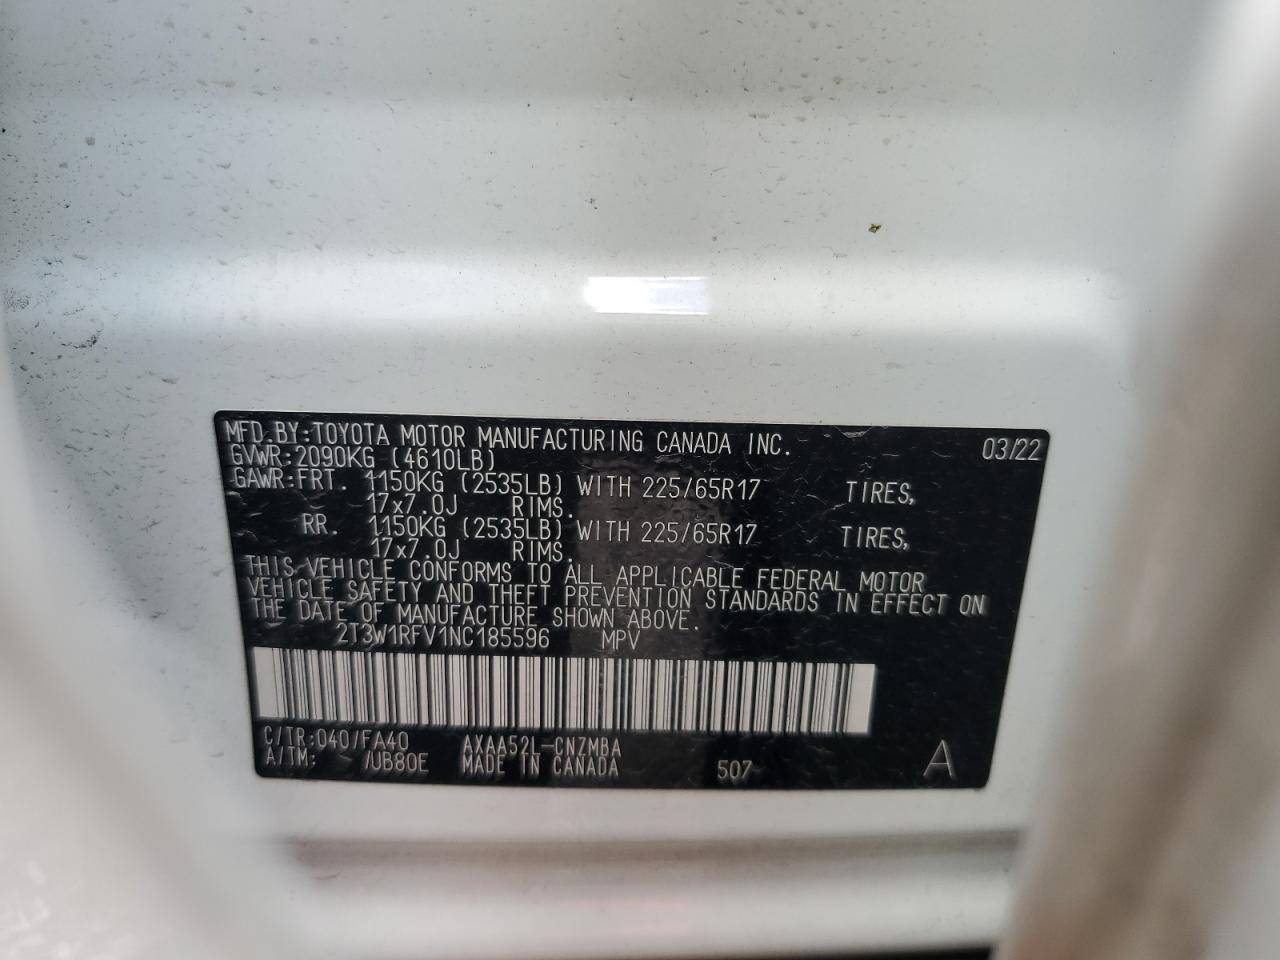 MFD.BY:TOYOTA MOTOR MANUFACTURING CANADA INC. 03/22
GVWR:2090KG (4610LB)
GAWR:FRT. 1150KG (2535LB) WITH 225/65R17 TIRES,
17x7.0J RIMS.
RR. 1150KG (2535LB) WITH 225/65R17 TIRES,
17x7.0J RIMS.
THIS VEHICLE CONFORMS TO ALL APPLICABLE FEDERAL MOTOR
VEHICLE SAFETY AND THEFT PREVENTION STANDARDS IN EFFECT ON
THE DATE OF MANUFACTURE SHOWN ABOVE.
2T3W1RFV1NC185596 MPV
C/TR:040/FA40 AXAA52L-CNZMBA
A/TM: -/UB80E MADE IN CANADA 507 A